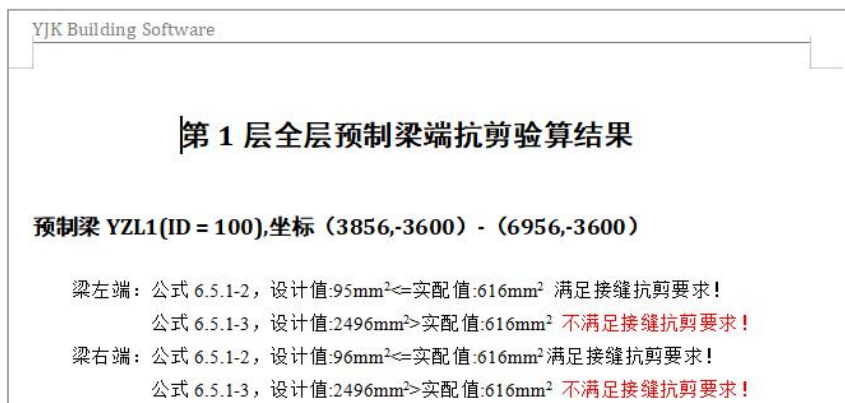 YJK Building Software
第 1 层全层预制梁端抗剪验算结果
预制梁 YZL1(ID = 100),坐标（3856,-3600）-（6956,-3600）
梁左端：公式 6.5.1-2，设计值:95mm²<=实配值:616mm² 满足接缝抗剪要求！
公式 6.5.1-3，设计值:2496mm²>实配值:616mm² 不满足接缝抗剪要求！
梁右端：公式 6.5.1-2，设计值:96mm²<=实配值:616mm²满足接缝抗剪要求！
公式 6.5.1-3，设计值:2496mm²>实配值:616mm² 不满足接缝抗剪要求！